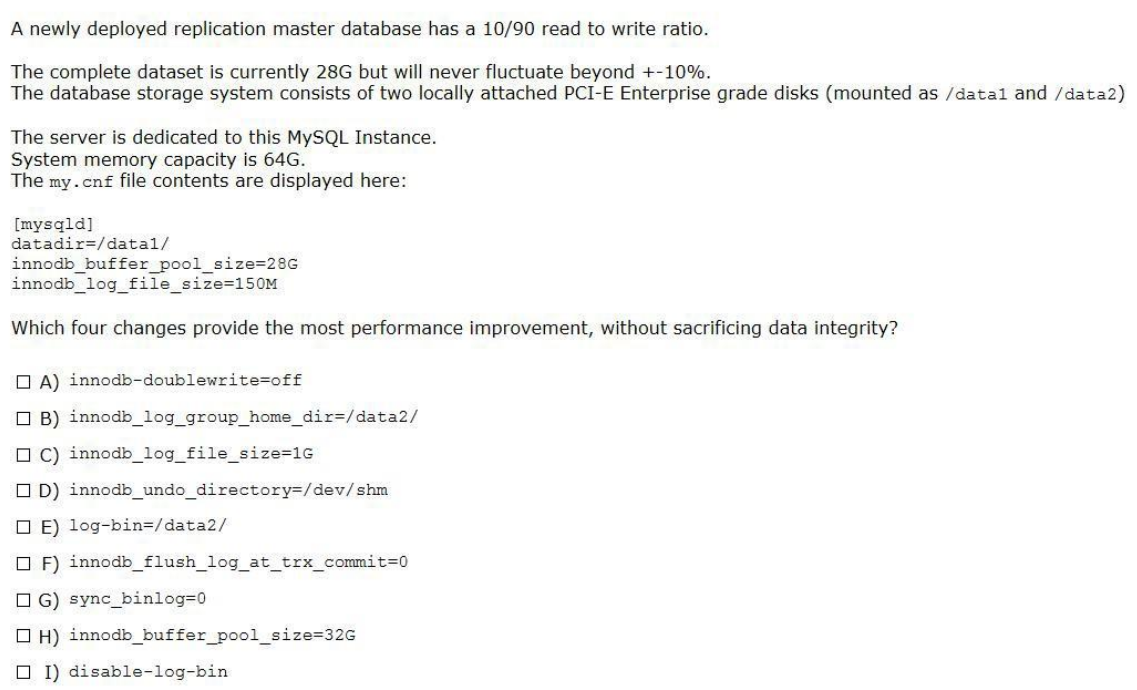 A newly deployed replication master database has a 10/90 read to write ratio.
The complete dataset is currently 28G but will never fluctuate beyond +-10%.
The database storage system consists of two locally attached PCI-E Enterprise grade disks (mounted as /data1 and /data2)
The server is dedicated to this MySQL Instance.
System memory capacity is 64G.
The my.cnf file contents are displayed here:
[mysqld]
datadir=/data1/
innodb_buffer_pool_size=28G
innodb_log_file_size=150M
Which four changes provide the most performance improvement, without sacrificing data integrity?
A) innodb-doublewrite=off
B) innodb_log_group_home_dir=/data2/
C) innodb_log_file_size=1G
D) innodb_undo_directory=/dev/shm
E) log-bin=/data2/
F) innodb_flush_log_at_trx_commit=0
G) sync_binlog=0
H) innodb_buffer_pool_size=32G
I) disable-log-bin